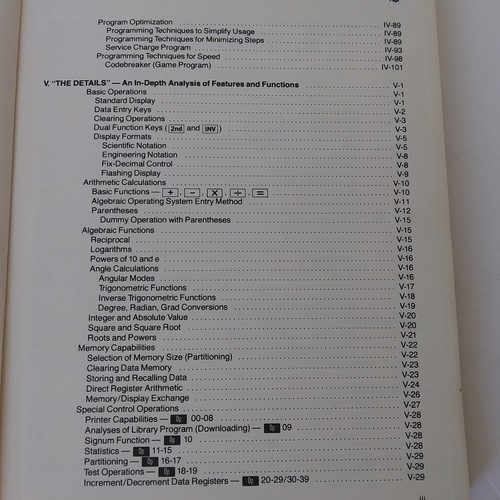 Program Optimization IV-89
Programming Techniques to Simplify Usage IV-89
Programming Techniques for Minimizing Steps IV-89
Service Charge Program IV-93
Programming Techniques for Speed IV-98
Codebreaker (Game Program) IV-101
V. "THE DETAILS" — An In-Depth Analysis of Features and Functions V-1
Basic Operations V-1
Standard Display V-1
Data Entry Keys V-2
Clearing Operations V-3
Dual Function Keys (2nd and INV) V-3
Display Formats V-5
Scientific Notation V-5
Engineering Notation V-8
Fix-Decimal Control V-8
Flashing Display V-9
Arithmetic Calculations V-10
Basic Functions — +, −, X, ÷, = V-10
Algebraic Operating System Entry Method V-11
Parentheses V-12
Dummy Operation with Parentheses V-15
Algebraic Functions V-15
Reciprocal V-15
Logarithms V-16
Powers of 10 and e V-16
Angle Calculations V-16
Angular Modes V-16
Trigonometric Functions V-17
Inverse Trigonometric Functions V-18
Degree, Radian, Grad Conversions V-19
Integer and Absolute Value V-20
Square and Square Root V-20
Roots and Powers V-21
Memory Capabilities V-22
Selection of Memory Size (Partitioning) V-22
Clearing Data Memory V-23
Storing and Recalling Data V-23
Direct Register Arithmetic V-24
Memory/Display Exchange V-26
Special Control Operations V-27
Printer Capabilities — Op 00-08 V-28
Analyses of Library Program (Downloading) — Op 09 V-28
Signum Function — Op 10 V-28
Statistics — Op 11-15 V-28
Partitioning — Op 16-17 V-29
Test Operations — Op 18-19 V-29
Increment/Decrement Data Registers — Op 20-29/30-39 V-29
iii